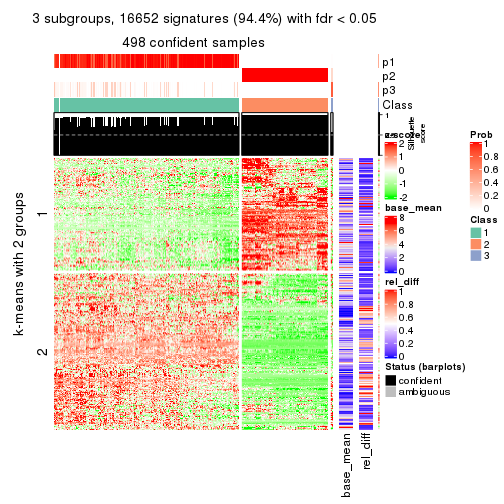 3 subgroups, 16652 signatures (94.4%) with fdr < 0.05
498 confident samples
p1
p2
p3
Class
1
Silhouette
score
k-means with 2 groups
1
2
z-score
2
1
0
-1
-2
base_mean
8
6
4
2
0
rel_diff
1
0.8
0.6
0.4
0.2
0
Prob
1
0.8
0.6
0.4
0.2
0
Class
1
2
3
Status (barplots)
confident
ambiguous
base_mean
rel_diff